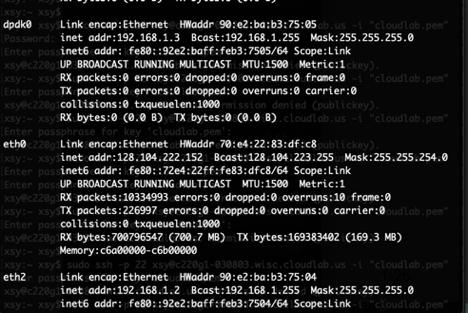 dpdk0 Link encap:Ethernet HWaddr 90:e2:ba:b3:75:05
inet addr:192.168.1.3 Bcast:192.168.1.255 Mask:255.255.255.0
inet6 addr: fe80::92e2:baff:feb3:7505/64 Scope:Link
UP BROADCAST RUNNING MULTICAST MTU:1500 Metric:1
RX packets:0 errors:0 dropped:0 overruns:0 frame:0
TX packets:0 errors:0 dropped:0 overruns:0 carrier:0
collisions:0 txqueuelen:1000
RX bytes:0 (0.0 B) TX bytes:0 (0.0 B)
eth0 Link encap:Ethernet HWaddr 70:e4:22:83:df:c8
inet addr:128.104.222.152 Bcast:128.104.223.255 Mask:255.255.254.0
inet6 addr: fe80::72e4:22ff:fe83:dfc8/64 Scope:Link
UP BROADCAST RUNNING MULTICAST MTU:1500 Metric:1
RX packets:10334993 errors:0 dropped:0 overruns:10 frame:0
TX packets:226997 errors:0 dropped:0 overruns:0 carrier:0
collisions:0 txqueuelen:1000
RX bytes:700796547 (700.7 MB) TX bytes:169383402 (169.3 MB)
Memory:c6a00000-c6b00000
eth2 Link encap:Ethernet HWaddr 90:e2:ba:b3:75:04
inet addr:192.168.1.2 Bcast:192.168.1.255 Mask:255.255.255.0
inet6 addr: fe80::92e2:baff:feb3:7504/64 Scope:Link